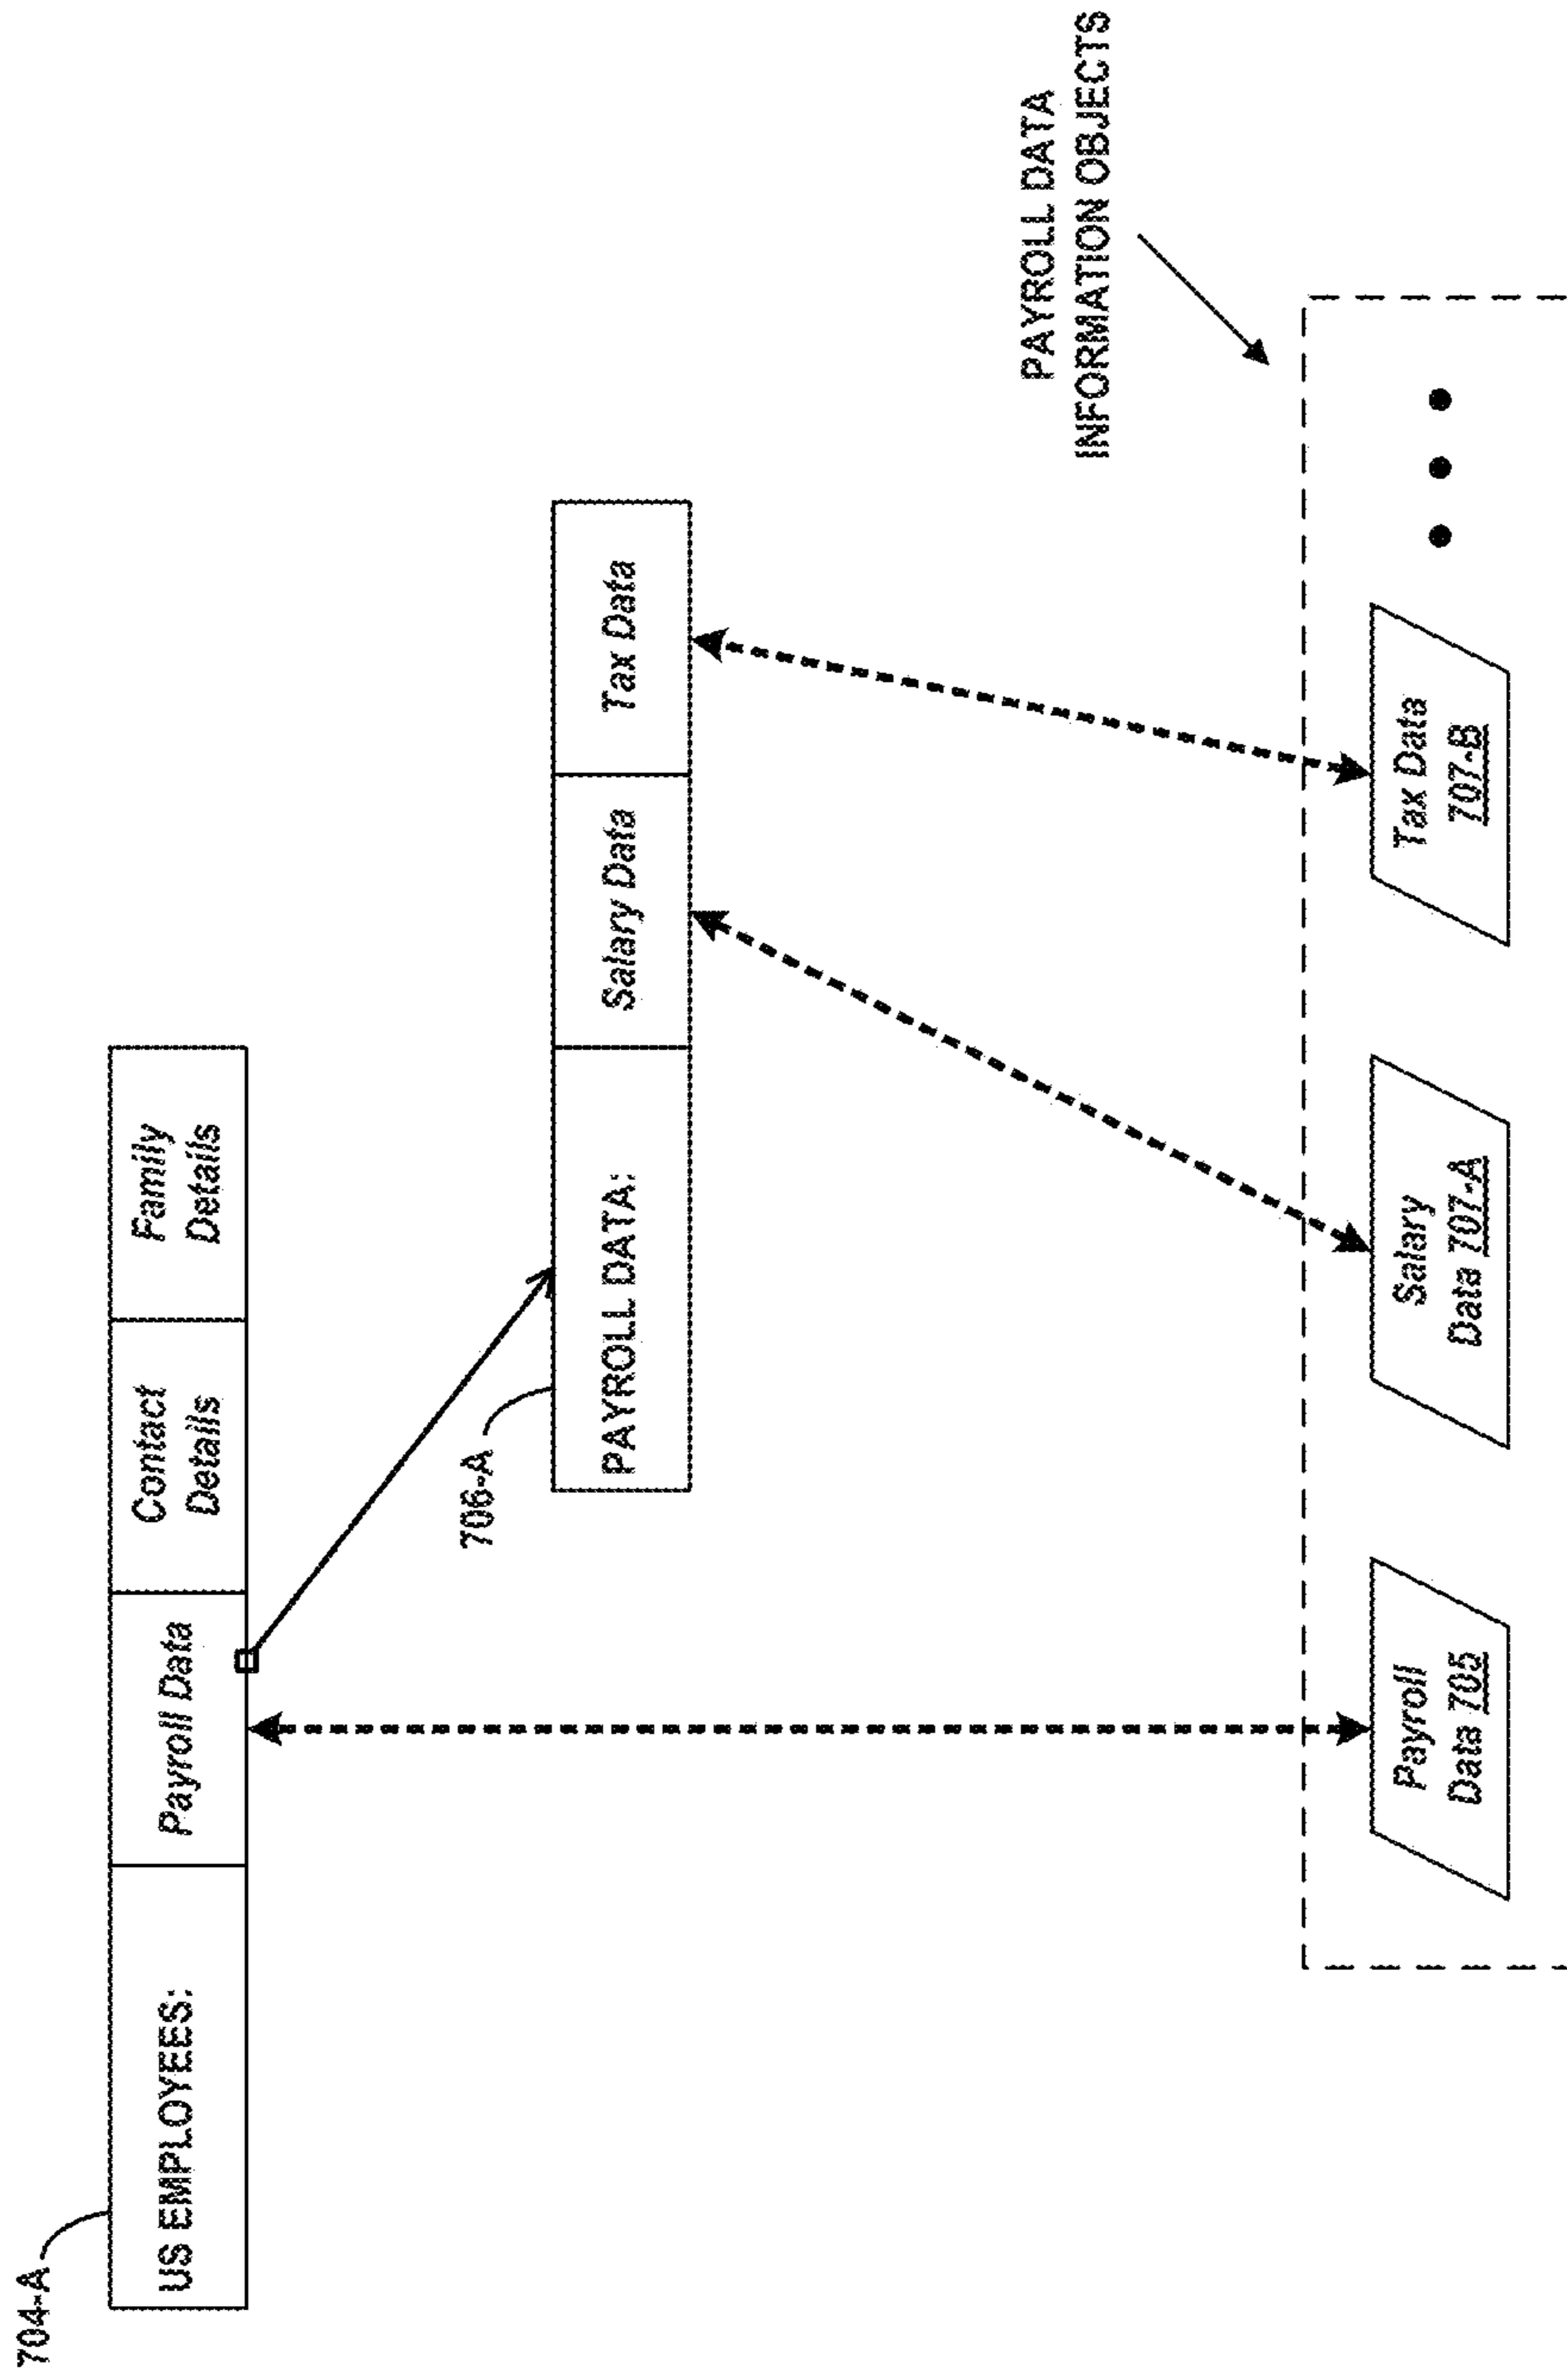 704-A
US EMPLOYEES:
Payroll Data
Contact
Details
Family
Details
706-A
PAYROLL DATA:
Salary Data
Tax Data
PAYROLL DATA
INFORMATION OBJECTS
Payroll
Data 705
Salary
Data 707-A
Tax Data
707-B